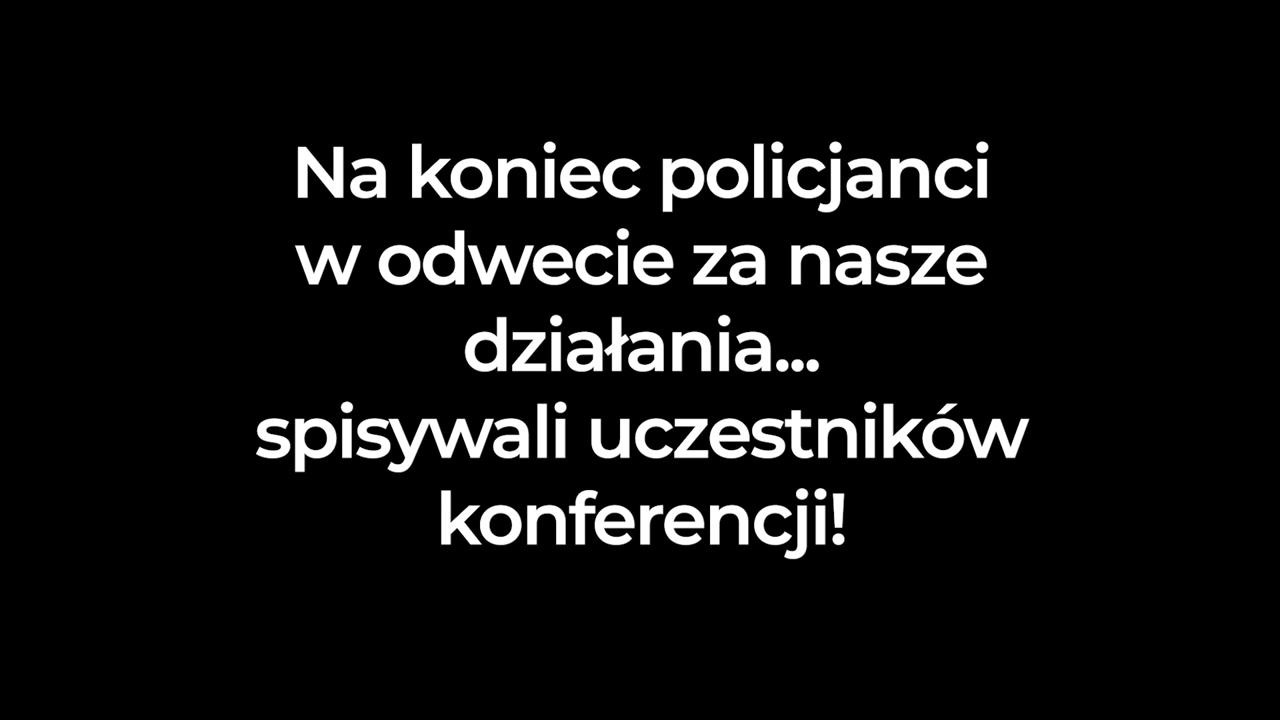 Na koniec policjanci
w odwecie za nasze
działania...
spisywali uczestników
konferencji!